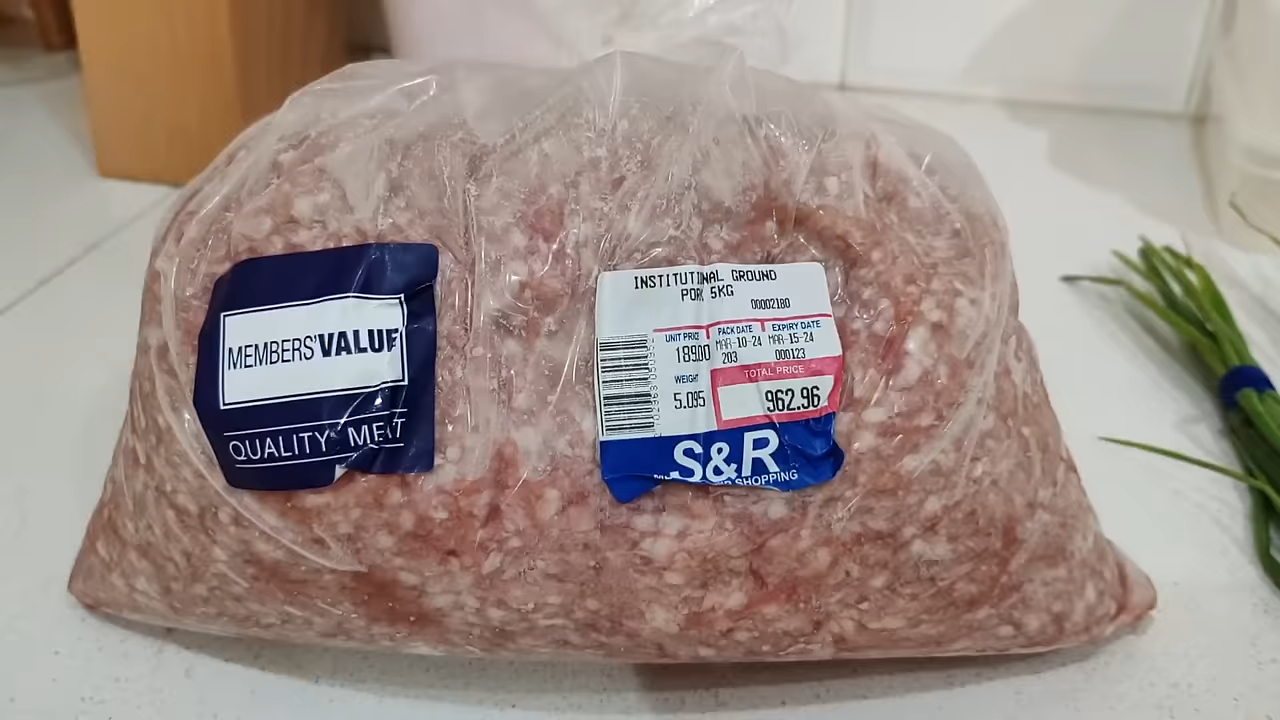 MEMBERS'VALUE
QUALITY MEAT
INSTITUTIONAL GROUND
PORK 5KG
00002180
UNIT PRICE PACK DATE EXPIRY DATE
189.00 MAR-10-24 MAR-15-24
203 000123
WEIGHT TOTAL PRICE
5.095 962.96
S&R
SHOPPING